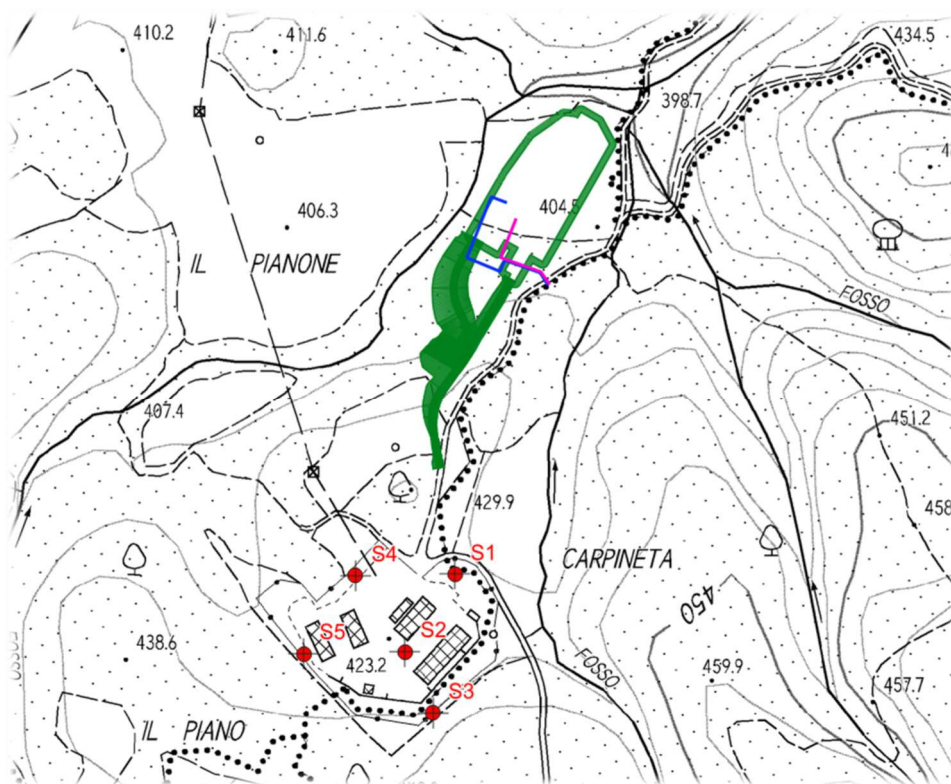 410.2
411.6
434.5
398.7
406.3
404.5
IL PIANONE
FOSSO
407.4
451.2
429.9
458
S4
S1
CARPINETA
450
S5
S2
438.6
423.2
FOSSO
459.9
457.7
S3
IL PIANO